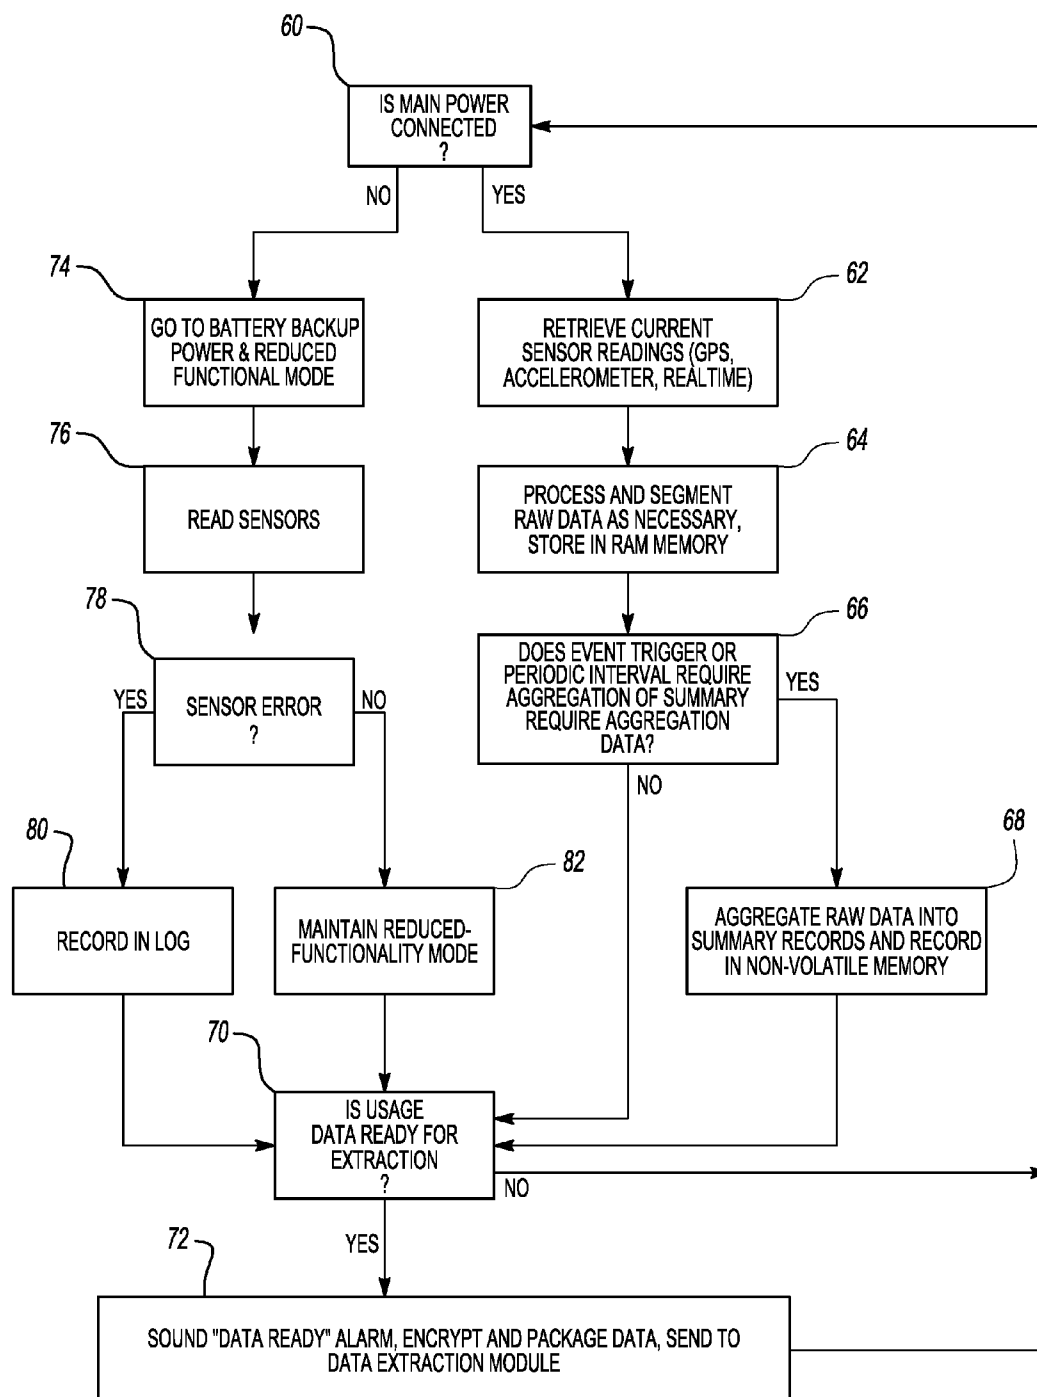 60
IS MAIN POWER
CONNECTED
?
NO
YES
74
62
GO TO BATTERY BACKUP
POWER & REDUCED
FUNCTIONAL MODE
RETRIEVE CURRENT
SENSOR READINGS (GPS,
ACCELEROMETER, REALTIME)
76
64
READ SENSORS
PROCESS AND SEGMENT
RAW DATA AS NECESSARY,
STORE IN RAM MEMORY
78
66
YES
SENSOR ERROR
?
NO
DOES EVENT TRIGGER OR
PERIODIC INTERVAL REQUIRE
AGGREGATION OF SUMMARY
REQUIRE AGGREGATION
DATA?
YES
NO
80
82
68
RECORD IN LOG
MAINTAIN REDUCED-
FUNCTIONALITY MODE
AGGREGATE RAW DATA INTO
SUMMARY RECORDS AND RECORD
IN NON-VOLATILE MEMORY
70
IS USAGE
DATA READY FOR
EXTRACTION
?
NO
YES
72
SOUND "DATA READY" ALARM, ENCRYPT AND PACKAGE DATA, SEND TO
DATA EXTRACTION MODULE